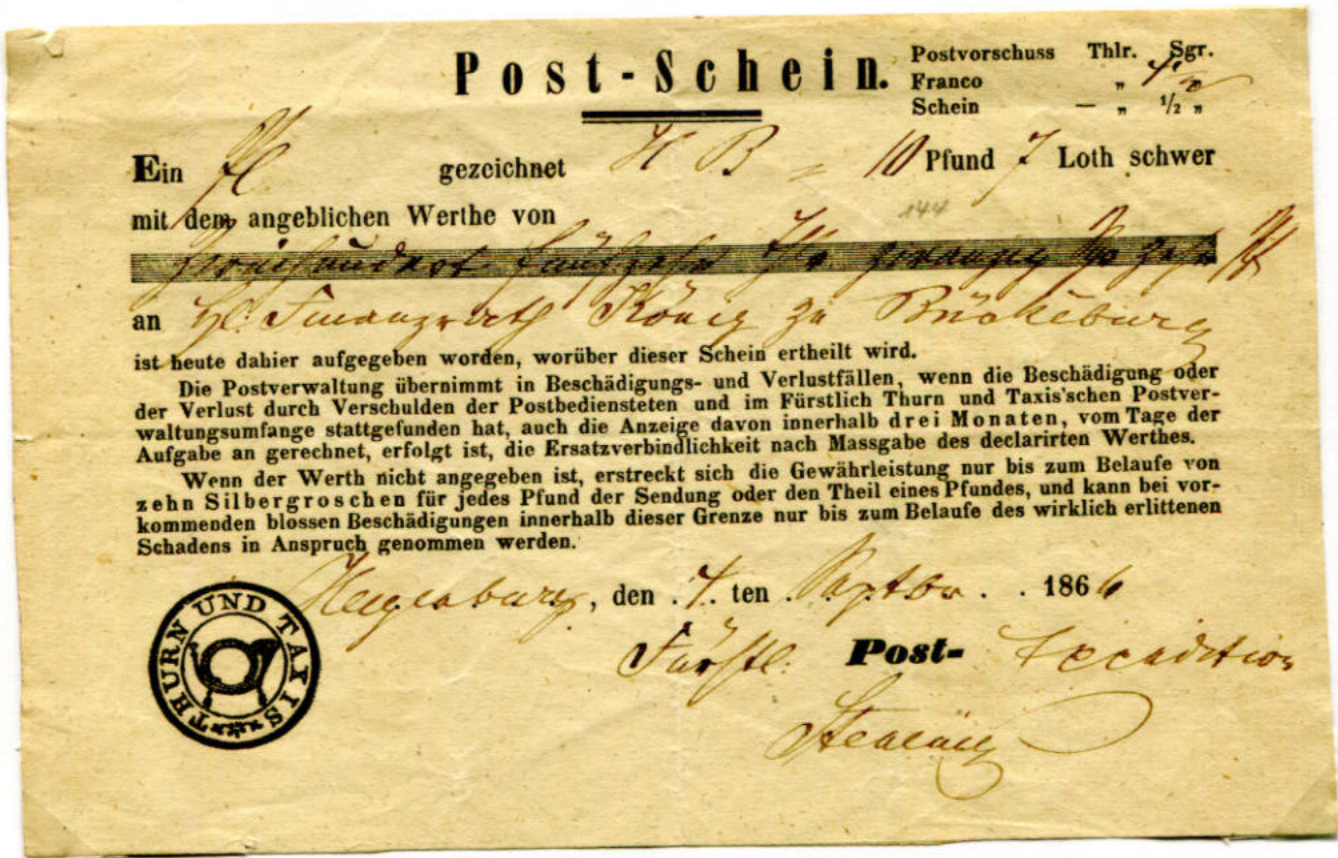 Post-Schein.
Postvorschuss Thlr. Sgr.
Franco „ „
Schein — „ ½ „
Ein gezeichnet H B 10 Pfund 7 Loth schwer
mit dem angeblichen Werthe von 144
zweihundert fünfzehn zwanzig
an Finanzrath König zu Bückeburg
ist heute dahier aufgegeben worden, worüber dieser Schein ertheilt wird.
Die Postverwaltung übernimmt in Beschädigungs- und Verlustfällen, wenn die Beschädigung oder
der Verlust durch Verschulden der Postbediensteten und im Fürstlich Thurn und Taxis'schen Postver-
waltungsumfange stattgefunden hat, auch die Anzeige davon innerhalb drei Monaten, vom Tage der
Aufgabe an gerechnet, erfolgt ist, die Ersatzverbindlichkeit nach Massgabe des declarirten Werthes.
Wenn der Werth nicht angegeben ist, erstreckt sich die Gewährleistung nur bis zum Belaufe von
zehn Silbergroschen für jedes Pfund der Sendung oder den Theil eines Pfundes, und kann bei vor-
kommenden blossen Beschädigungen innerhalb dieser Grenze nur bis zum Belaufe des wirklich erlittenen
Schadens in Anspruch genommen werden.
, den 4. ten Septbr. 1866
Fürstl. Post- Expedition
THURN UND TAXIS